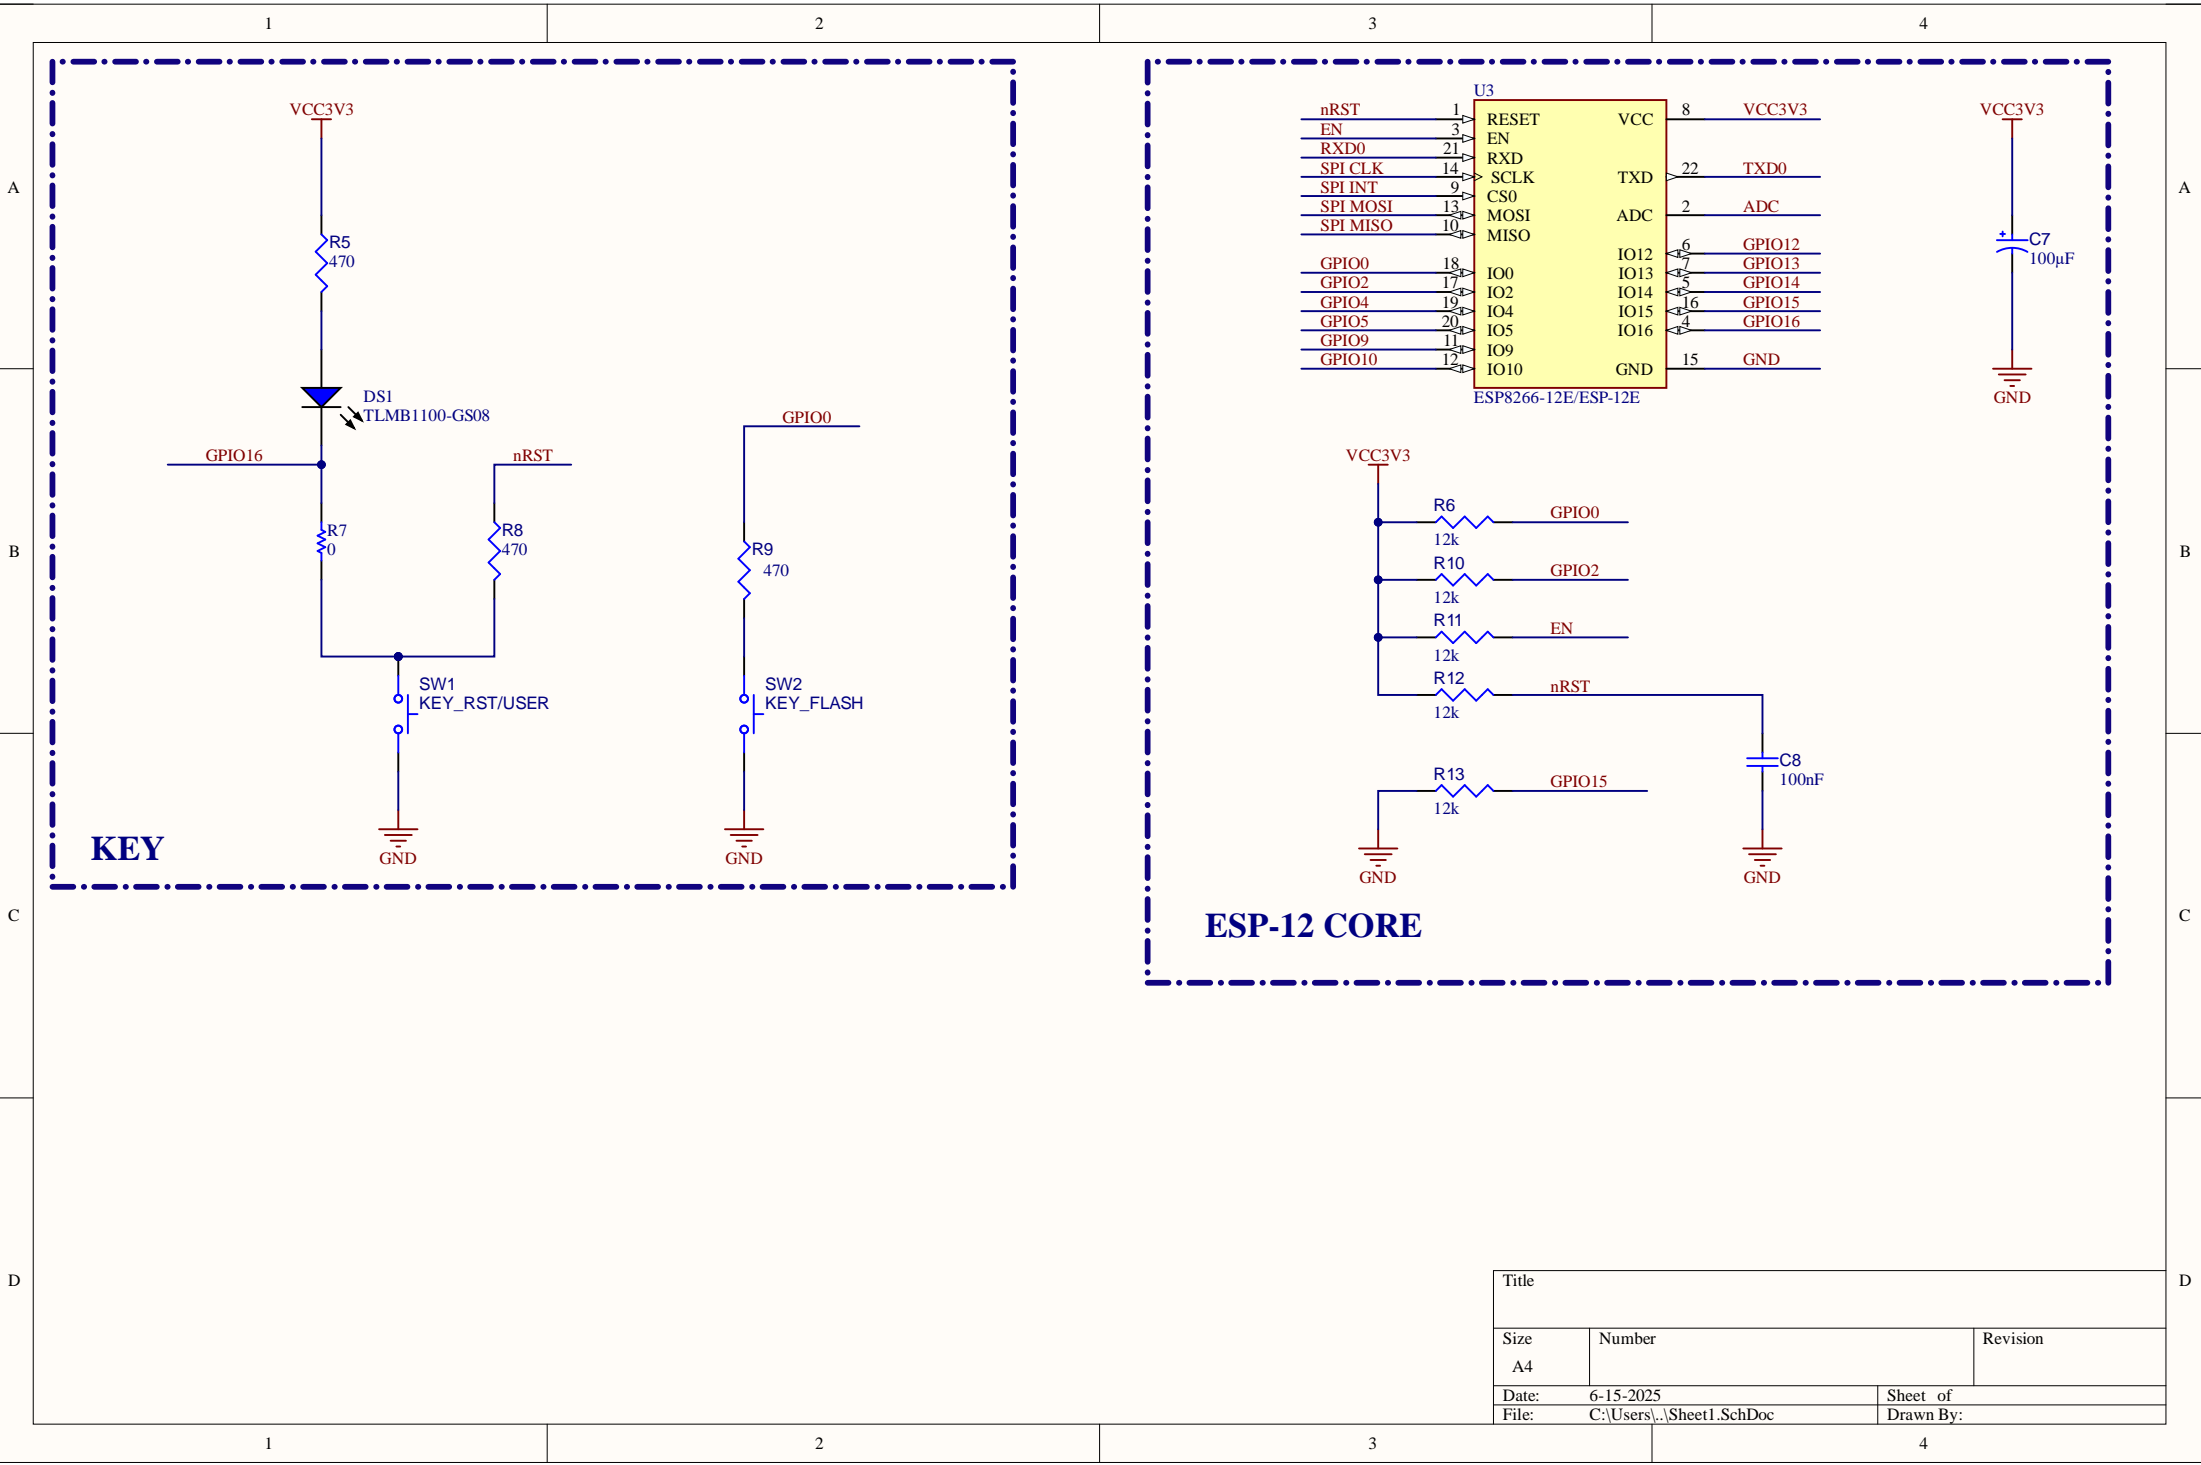 1 2 3 4
A
B
C
D
VCC3V3
R5
470
DS1
TLMB1100-GS08
GPIO16
nRST
GPIO0
R7
0
R8
470
R9
470
SW1
KEY_RST/USER
SW2
KEY_FLASH
GND
GND
KEY
U3
nRST 1 RESET
EN 3 EN
RXD0 21 RXD
SPI CLK 14 SCLK
SPI INT 9 CS0
SPI MOSI 13 MOSI
SPI MISO 10 MISO
GPIO0 18 IO0
GPIO2 17 IO2
GPIO4 19 IO4
GPIO5 20 IO5
GPIO9 11 IO9
GPIO10 12 IO10
VCC 8 VCC3V3
TXD 22 TXD0
ADC 2 ADC
IO12 6 GPIO12
IO13 7 GPIO13
IO14 5 GPIO14
IO15 16 GPIO15
IO16 4 GPIO16
GND 15 GND
ESP8266-12E/ESP-12E
VCC3V3
+
C7
100µF
GND
VCC3V3
R6
GPIO0
12k
R10
GPIO2
12k
R11
EN
12k
R12
nRST
12k
C8
100nF
R13
GPIO15
12k
GND
GND
ESP-12 CORE
A
B
C
D
Title
Size
A4
Number
Revision
Date: 6-15-2025
Sheet of
File: C:\Users\..\Sheet1.SchDoc
Drawn By:
1 2 3 4